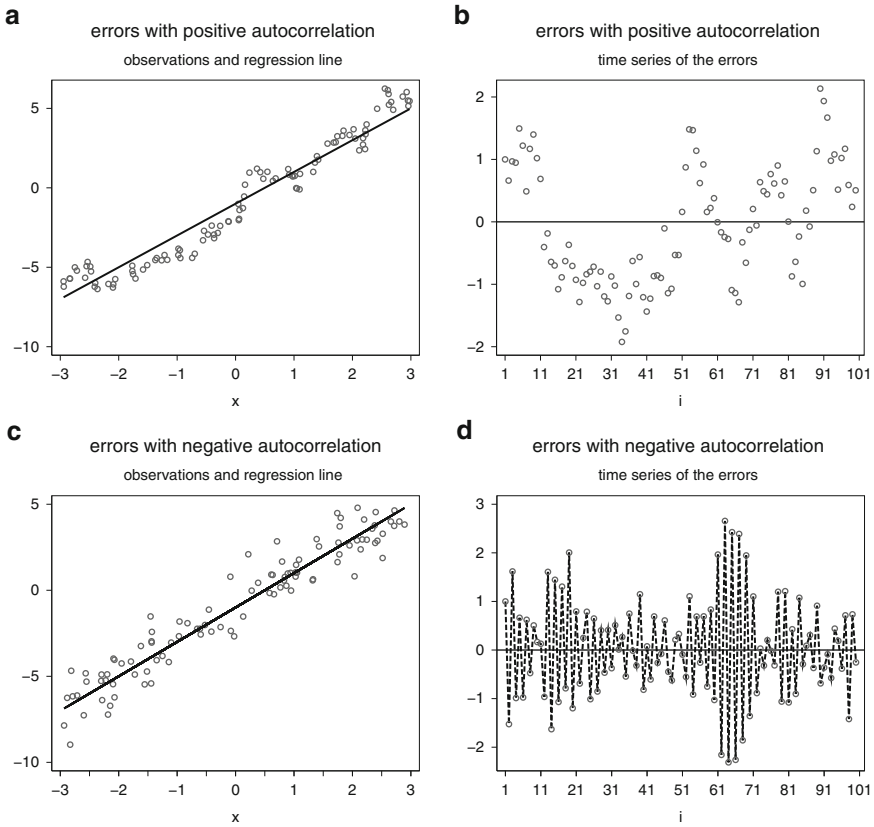 a
errors with positive autocorrelation
observations and regression line
5
0
−5
−10
−3 −2 −1 0 1 2 3
x
b
errors with positive autocorrelation
time series of the errors
2
1
0
−1
−2
1 11 21 31 41 51 61 71 81 91 101
i
c
errors with negative autocorrelation
observations and regression line
5
0
−5
−10
−3 −2 −1 0 1 2 3
x
d
errors with negative autocorrelation
time series of the errors
3
2
1
0
−1
−2
1 11 21 31 41 51 61 71 81 91 101
i